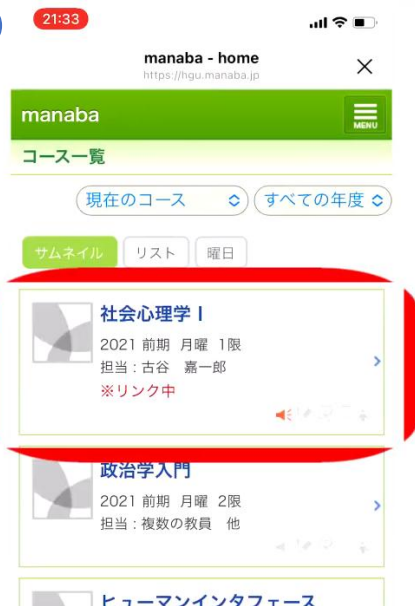 21:33
manaba - home
https://hgu.manaba.jp
manaba
MENU
コース一覧
現在のコース
すべての年度
サムネイル
リスト
曜日
社会心理学Ⅰ
2021 前期 月曜 1限
担当 : 古谷 嘉一郎
※リンク中
政治学入門
2021 前期 月曜 2限
担当 : 複数の教員 他
ヒューマンインタフェース